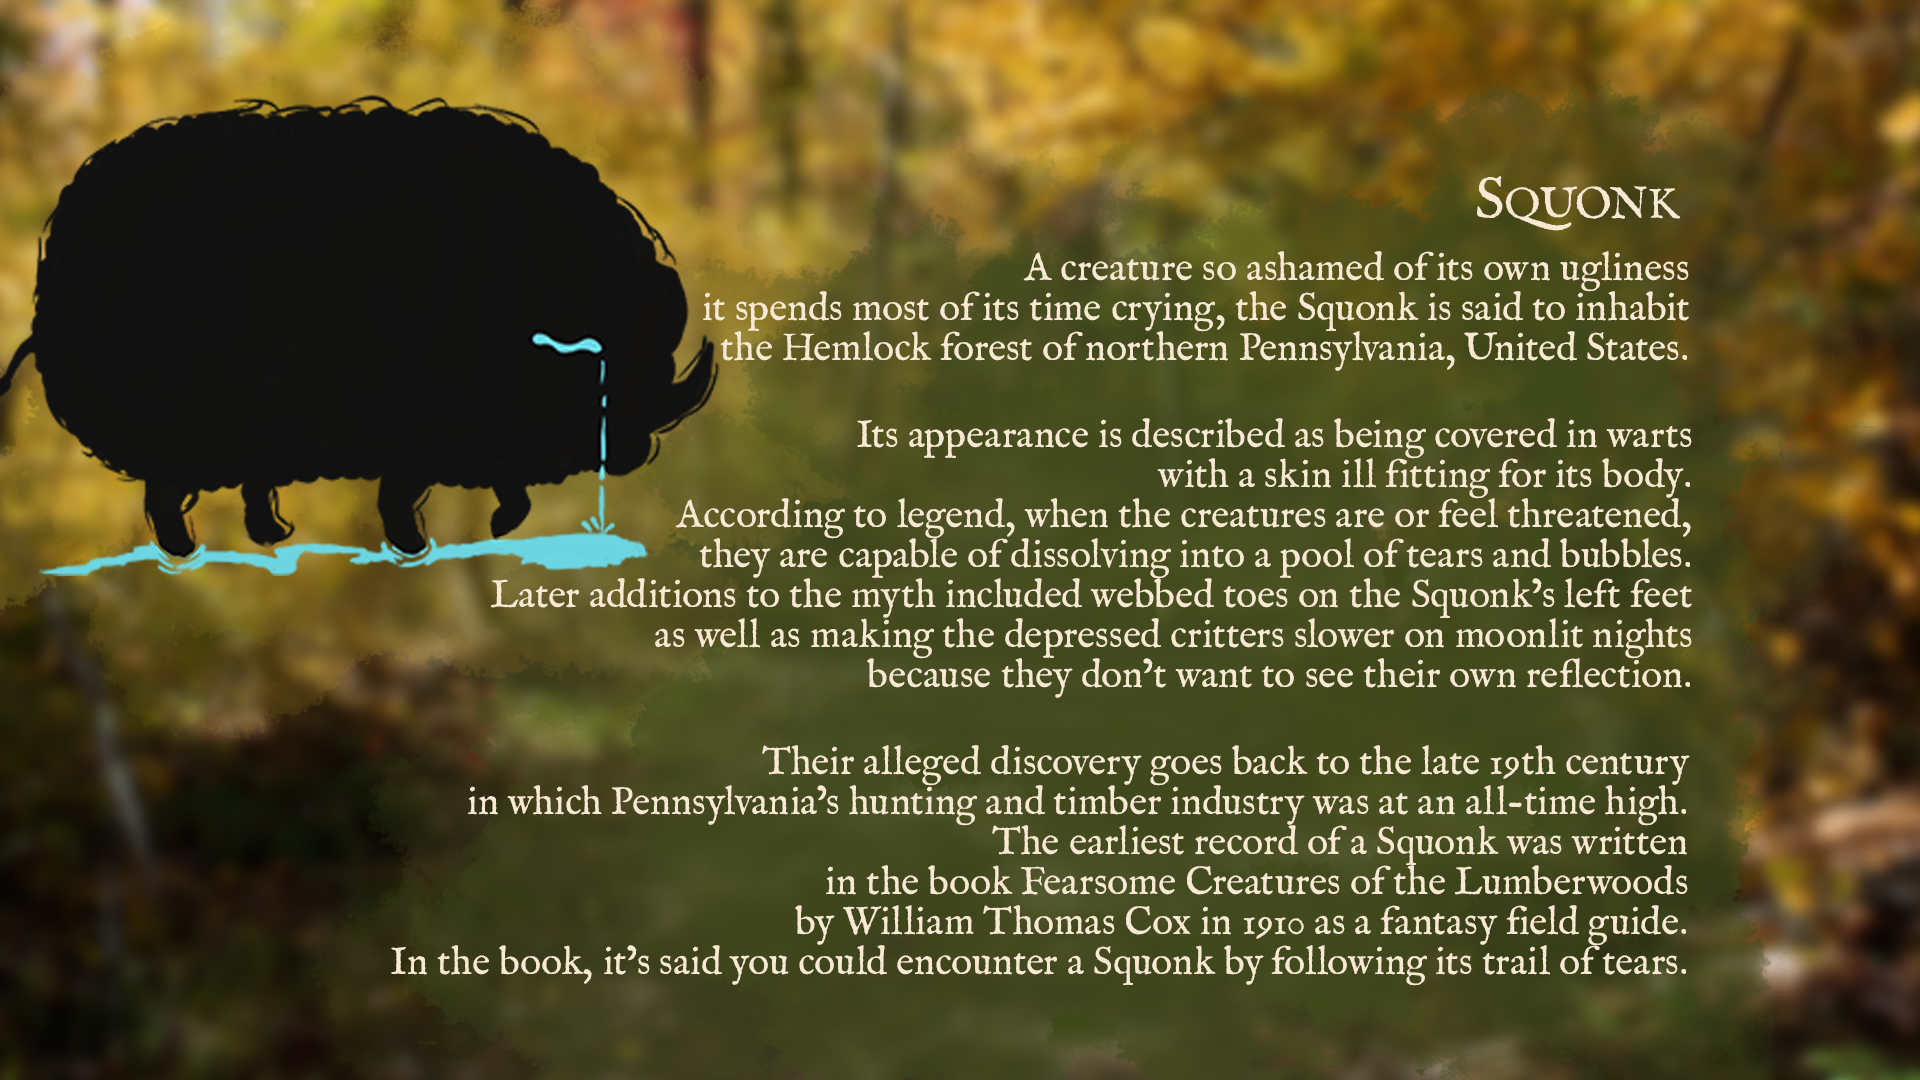 Squonk
A creature so ashamed of its own ugliness
it spends most of its time crying, the Squonk is said to inhabit
the Hemlock forest of northern Pennsylvania, United States.
Its appearance is described as being covered in warts
with a skin ill fitting for its body.
According to legend, when the creatures are or feel threatened,
they are capable of dissolving into a pool of tears and bubbles.
Later additions to the myth included webbed toes on the Squonk's left feet
as well as making the depressed critters slower on moonlit nights
because they don't want to see their own reflection.
Their alleged discovery goes back to the late 19th century
in which Pennsylvania's hunting and timber industry was at an all-time high.
The earliest record of a Squonk was written
in the book Fearsome Creatures of the Lumberwoods
by William Thomas Cox in 1910 as a fantasy field guide.
In the book, it's said you could encounter a Squonk by following its trail of tears.